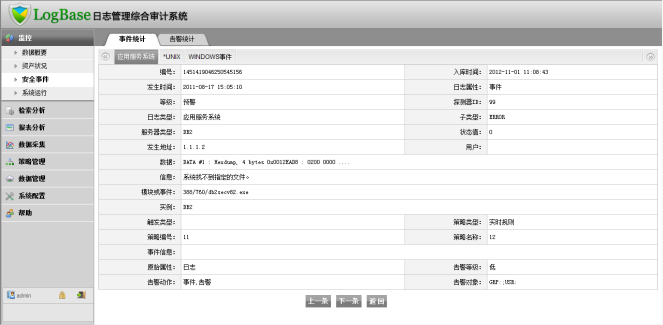 LogBase 日志管理综合审计系统
监控
数据概要
资产状况
安全事件
系统运行
检索分析
报表分析
数据采集
策略管理
数据管理
系统配置
帮助
admin
事件统计 告警统计
应用服务系统 *UNIX WINDOWS事件
编号: 1451419046250545156 入库时间: 2012-11-01 11:08:43
发生时间: 2011-08-17 15:05:10 日志属性: 事件
等级: 预警 探测器ID: 99
日志类型: 应用服务系统 子类型: ERROR
服务器类型: DB2 状态值: 0
发生地址: 1.1.1.2 用户:
数据: DATA #1 : Hexdump, 4 bytes 0x0012EAD8 : 0200 0000 ....
信息: 系统找不到指定的文件。
模块或事件: 388/760/db2secv82.exe
实例: DB2
触发类型: 策略类型: 实时规则
策略编号: 11 策略名称: 12
事件信息:
原始属性: 日志 告警等级: 低
告警动作: 事件,告警 告警对象: GRP:;USR:
上一条 下一条 返回